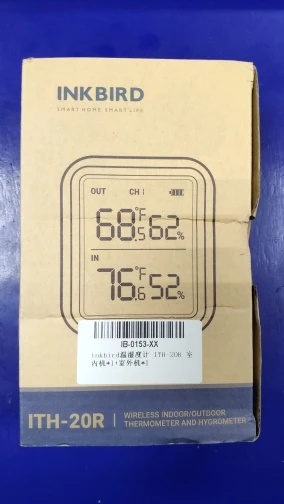 INKBIRD
SMART HOME SMART LIFE
OUT CH 1
68.5 °F 62%
IN
76.6 °F 52%
IB-0153-XX
Inkbird温湿度计 ITH-20R 室
内机*1+室外机*1
ITH-20R
WIRELESS INDOOR/OUTDOOR
THERMOMETER AND HYGROMETER